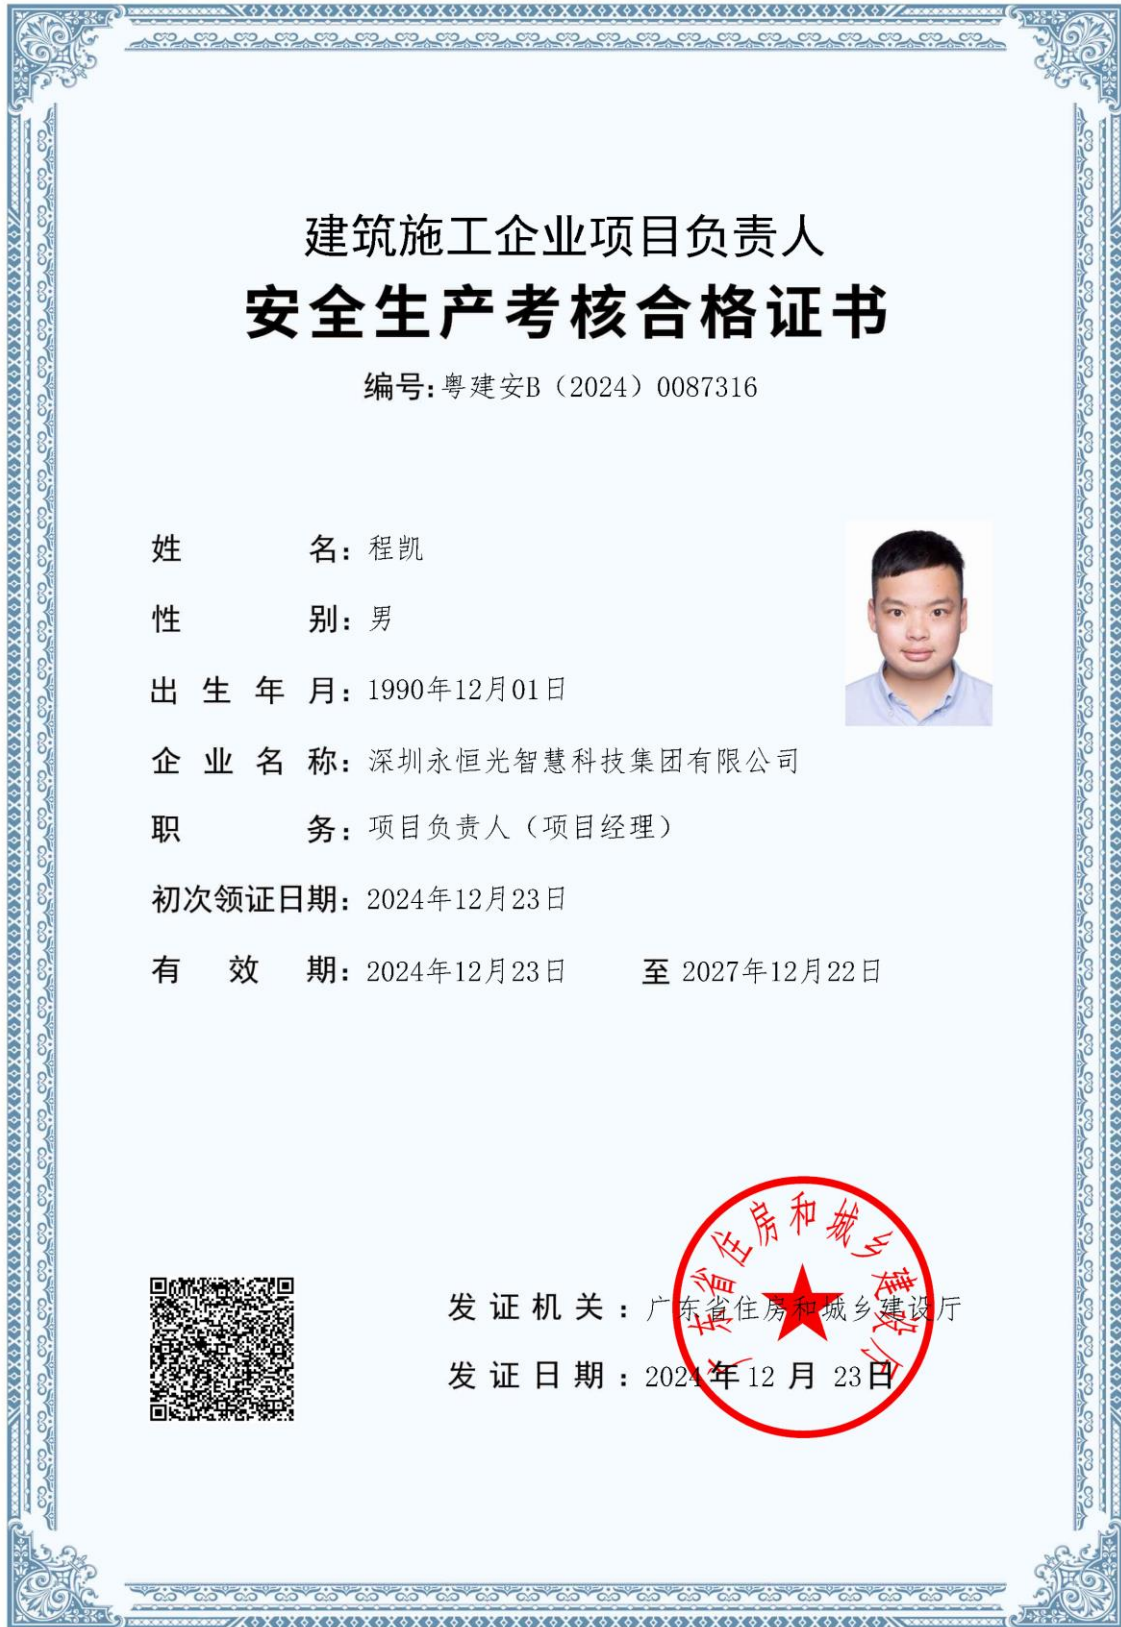 建筑施工企业项目负责人
安全生产考核合格证书
编号:粤建安B（2024）0087316
姓名：程凯
性别：男
出生年月：1990年12月01日
企业名称：深圳永恒光智慧科技集团有限公司
职务：项目负责人（项目经理）
初次领证日期：2024年12月23日
有效期：2024年12月23日 至 2027年12月22日
广东省住房和城乡建设厅
发证机关：广东省住房和城乡建设厅
发证日期：2024年12月23日